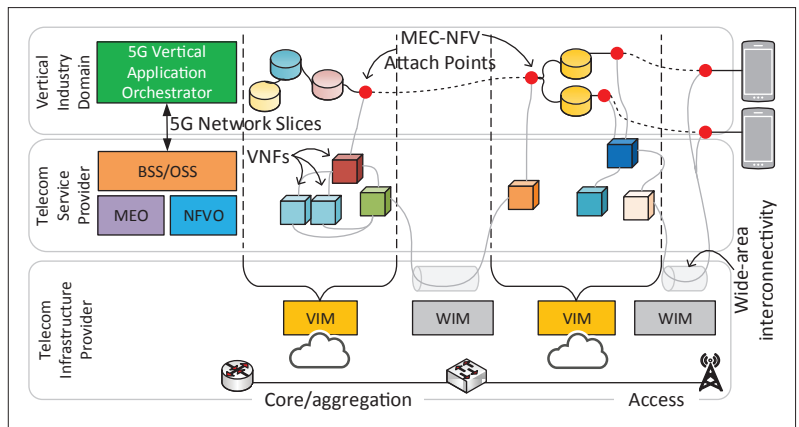 Vertical
Industry
Domain
5G Vertical
Application
Orchestrator
MEC-NFV
Attach Points
5G Network Slices
Telecom
Service
Provider
BSS/OSS
MEO
NFVO
VNFs
Wide-area
interconnectivity
Telecom
Infrastructure
Provider
VIM
WIM
VIM
WIM
Core/aggregation
Access